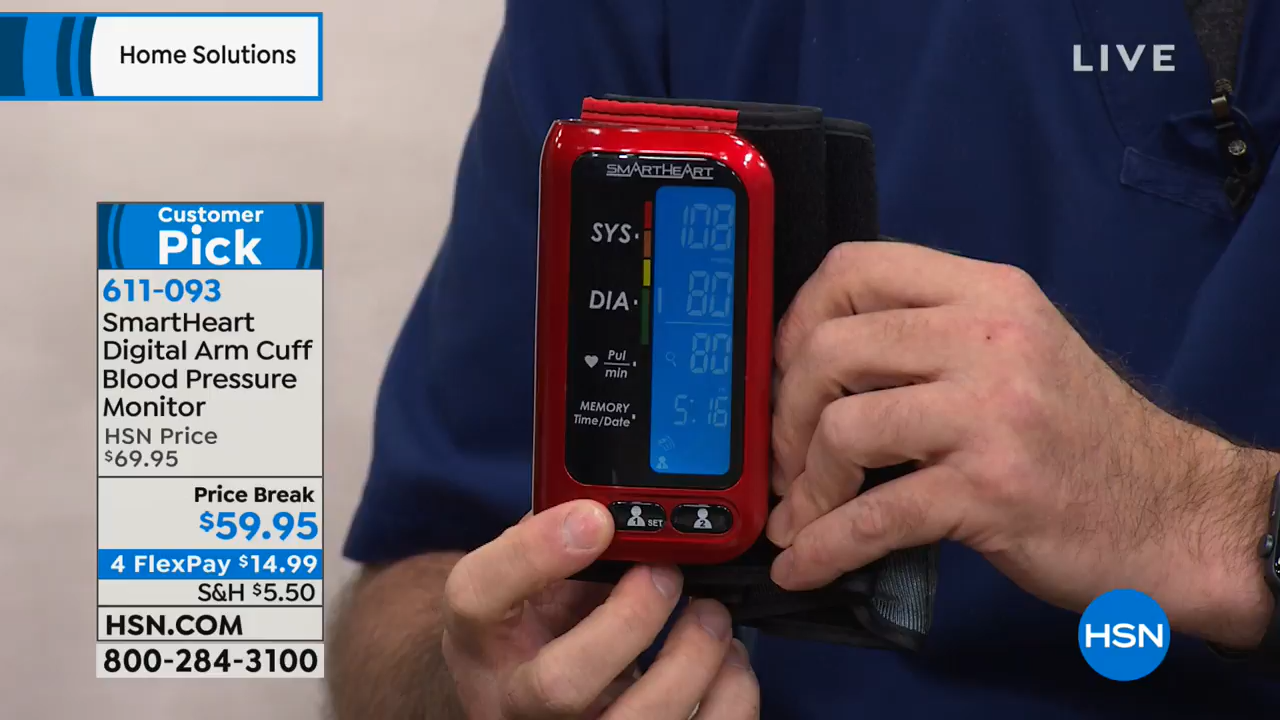 Home Solutions
LIVE
Customer
Pick
611-093
SmartHeart
Digital Arm Cuff
Blood Pressure
Monitor
HSN Price
$69.95
Price Break
$59.95
4 FlexPay $14.99
S&H $5.50
HSN.COM
800-284-3100
SMARTHEART
SYS
108
DIA
80
Pul
min
80
MEMORY
Time/Date
5:16
1 SET
2
HSN